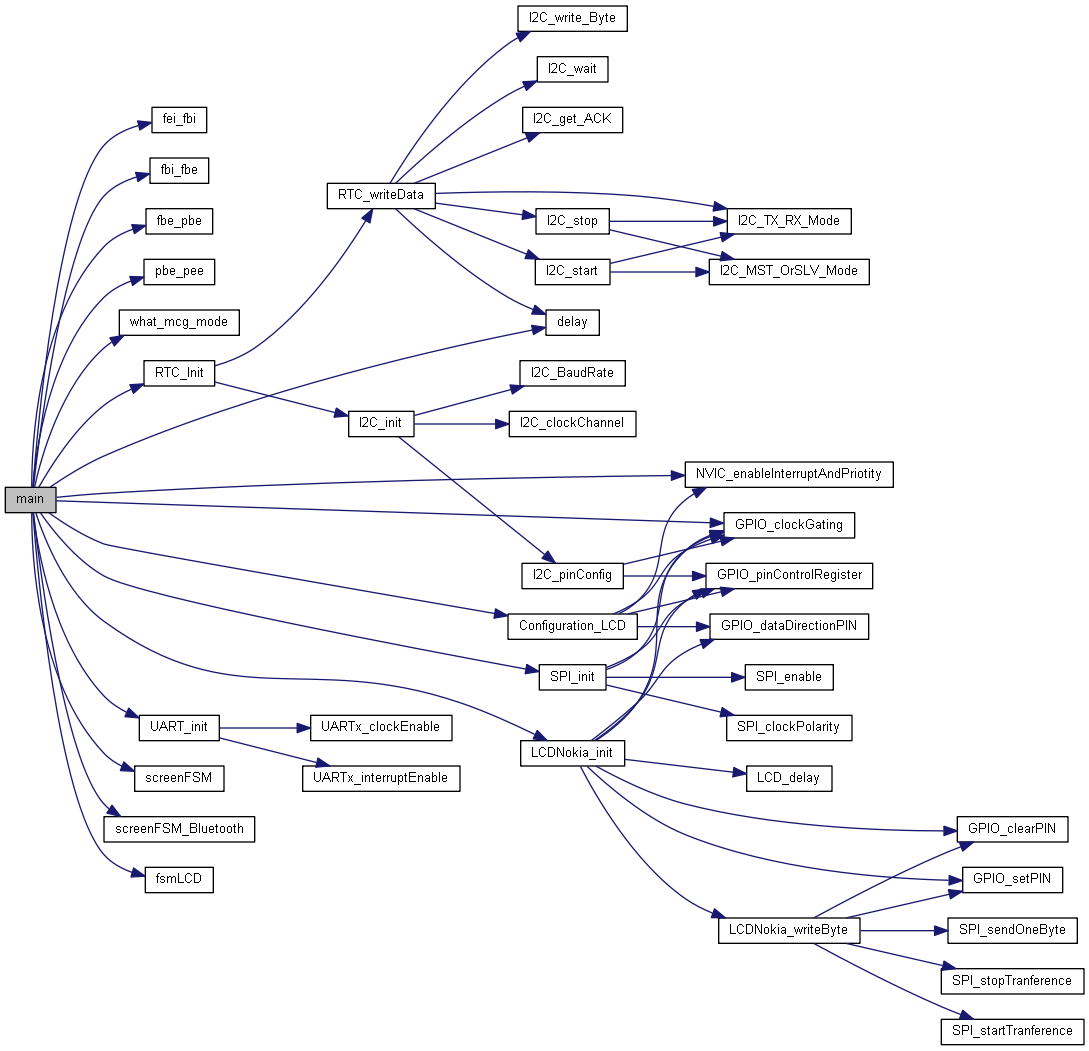 I2C_write_Byte
I2C_wait
fei_fbi
I2C_get_ACK
fbi_fbe
RTC_writeData
fbe_pbe
I2C_stop
I2C_TX_RX_Mode
pbe_pee
I2C_start
I2C_MST_OrSLV_Mode
what_mcg_mode
delay
RTC_Init
I2C_BaudRate
I2C_init
I2C_clockChannel
NVIC_enableInterruptAndPriotity
main
GPIO_clockGating
I2C_pinConfig
GPIO_pinControlRegister
Configuration_LCD
GPIO_dataDirectionPIN
SPI_init
SPI_enable
UART_init
UARTx_clockEnable
SPI_clockPolarity
LCDNokia_init
screenFSM
UARTx_interruptEnable
LCD_delay
screenFSM_Bluetooth
GPIO_clearPIN
fsmLCD
GPIO_setPIN
LCDNokia_writeByte
SPI_sendOneByte
SPI_stopTranference
SPI_startTranference